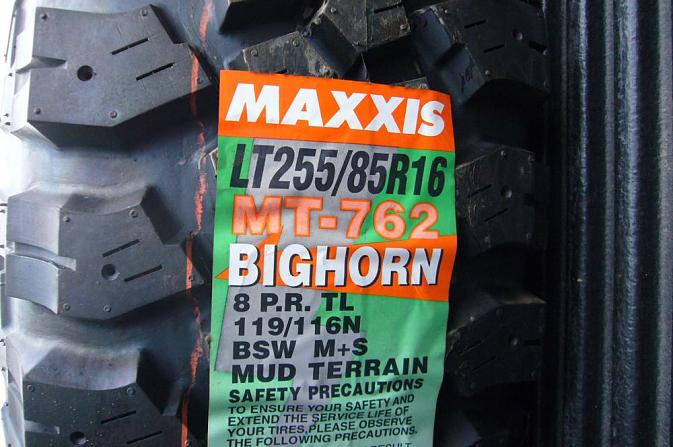 MAXXIS
LT255/85R16
MT-762
BIGHORN
8 P.R. TL
119/116N
BSW M+S
MUD TERRAIN
SAFETY PRECAUTIONS
TO ENSURE YOUR SAFETY AND
EXTEND THE SERVICE LIFE OF
YOUR TIRES, PLEASE OBSERVE
THE FOLLOWING PRECAUTIONS.